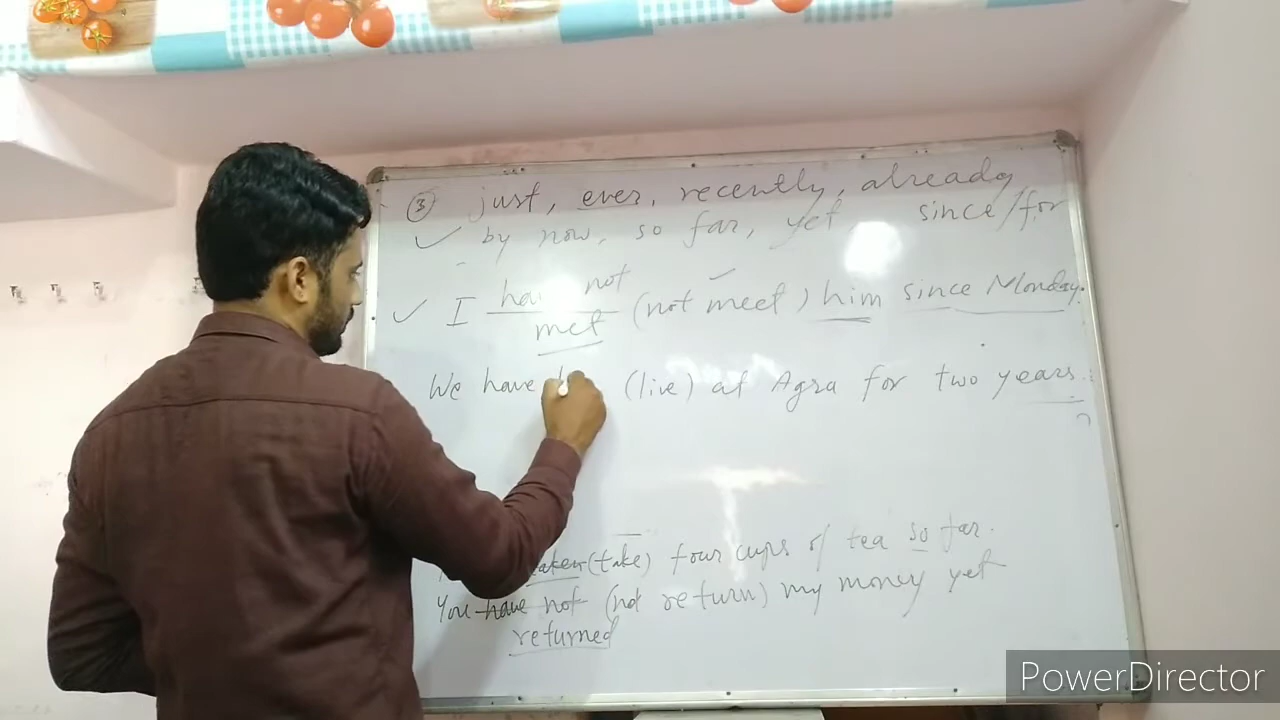 ③ just, ever, recently, already
by now, so far, yet since/for
I have not (not meet) him since Monday.
met
We have (live) at Agra for two years.
taken (take) four cups of tea so far.
You have not (not return) my money yet
returned
PowerDirector